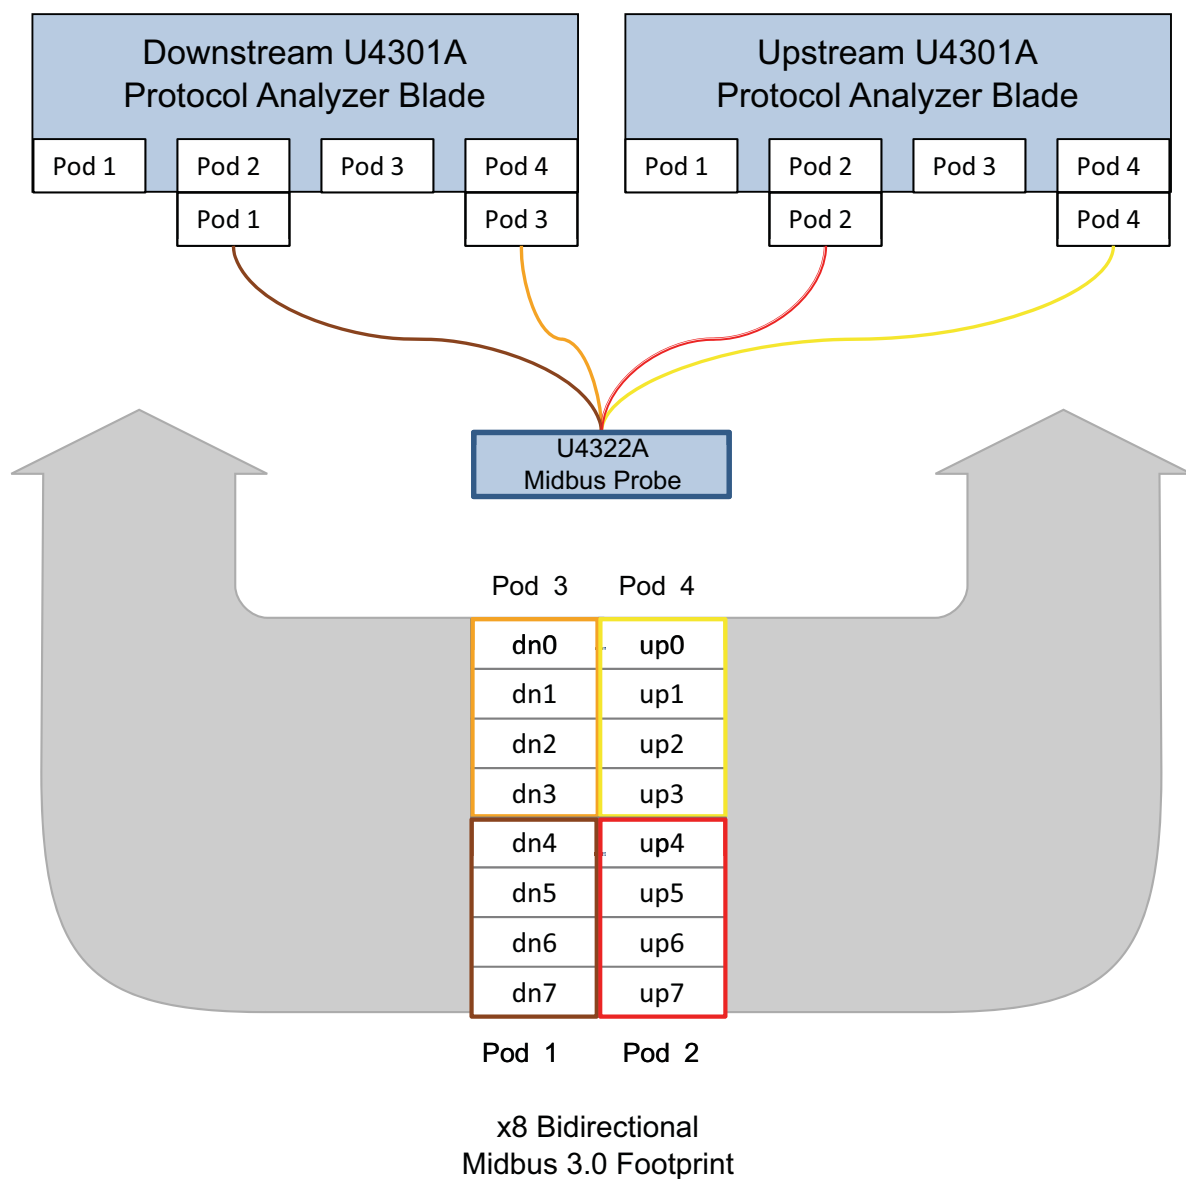 Downstream U4301A
Protocol Analyzer Blade
Pod 1
Pod 2
Pod 3
Pod 4
Pod 1
Pod 3
Upstream U4301A
Protocol Analyzer Blade
Pod 1
Pod 2
Pod 3
Pod 4
Pod 2
Pod 4
U4322A
Midbus Probe
Pod 3 Pod 4
dn0 up0
dn1 up1
dn2 up2
dn3 up3
dn4 up4
dn5 up5
dn6 up6
dn7 up7
Pod 1 Pod 2
x8 Bidirectional
Midbus 3.0 Footprint